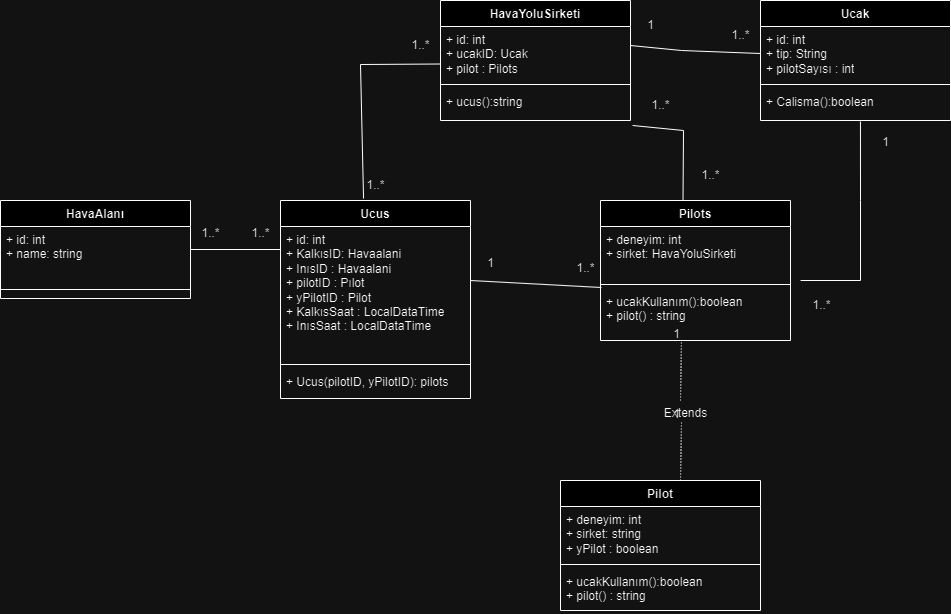 HavaYoluSirketi
+ id: int
+ ucakID: Ucak
+ pilot : Pilots
+ ucus():string
1
1..*
Ucak
+ id: int
+ tip: String
+ pilotSayısı : int
+ Calisma():boolean
1..*
1..*
1..*
1..*
1
HavaAlanı
+ id: int
+ name: string
1..*
1..*
Ucus
+ id: int
+ KalkısID: Havaalani
+ InısID : Havaalani
+ pilotID : Pılot
+ yPilotID : Pilot
+ KalkısSaat : LocalDataTime
+ InısSaat : LocalDataTime
+ Ucus(pilotID, yPilotID): pilots
1
1..*
Pilots
+ deneyim: int
+ sirket: HavaYoluSirketi
+ ucakKullanım():boolean
+ pilot() : string
1
1..*
Extends
1
Pilot
+ deneyim: int
+ sirket: string
+ yPilot : boolean
+ ucakKullanım():boolean
+ pilot() : string